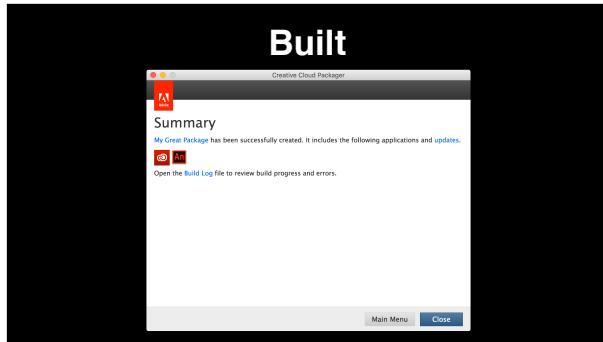 Built
Creative Cloud Packager
Adobe
Summary
My Great Package has been successfully created. It includes the following applications and updates.
An
Open the Build Log file to review build progress and errors.
Main Menu
Close